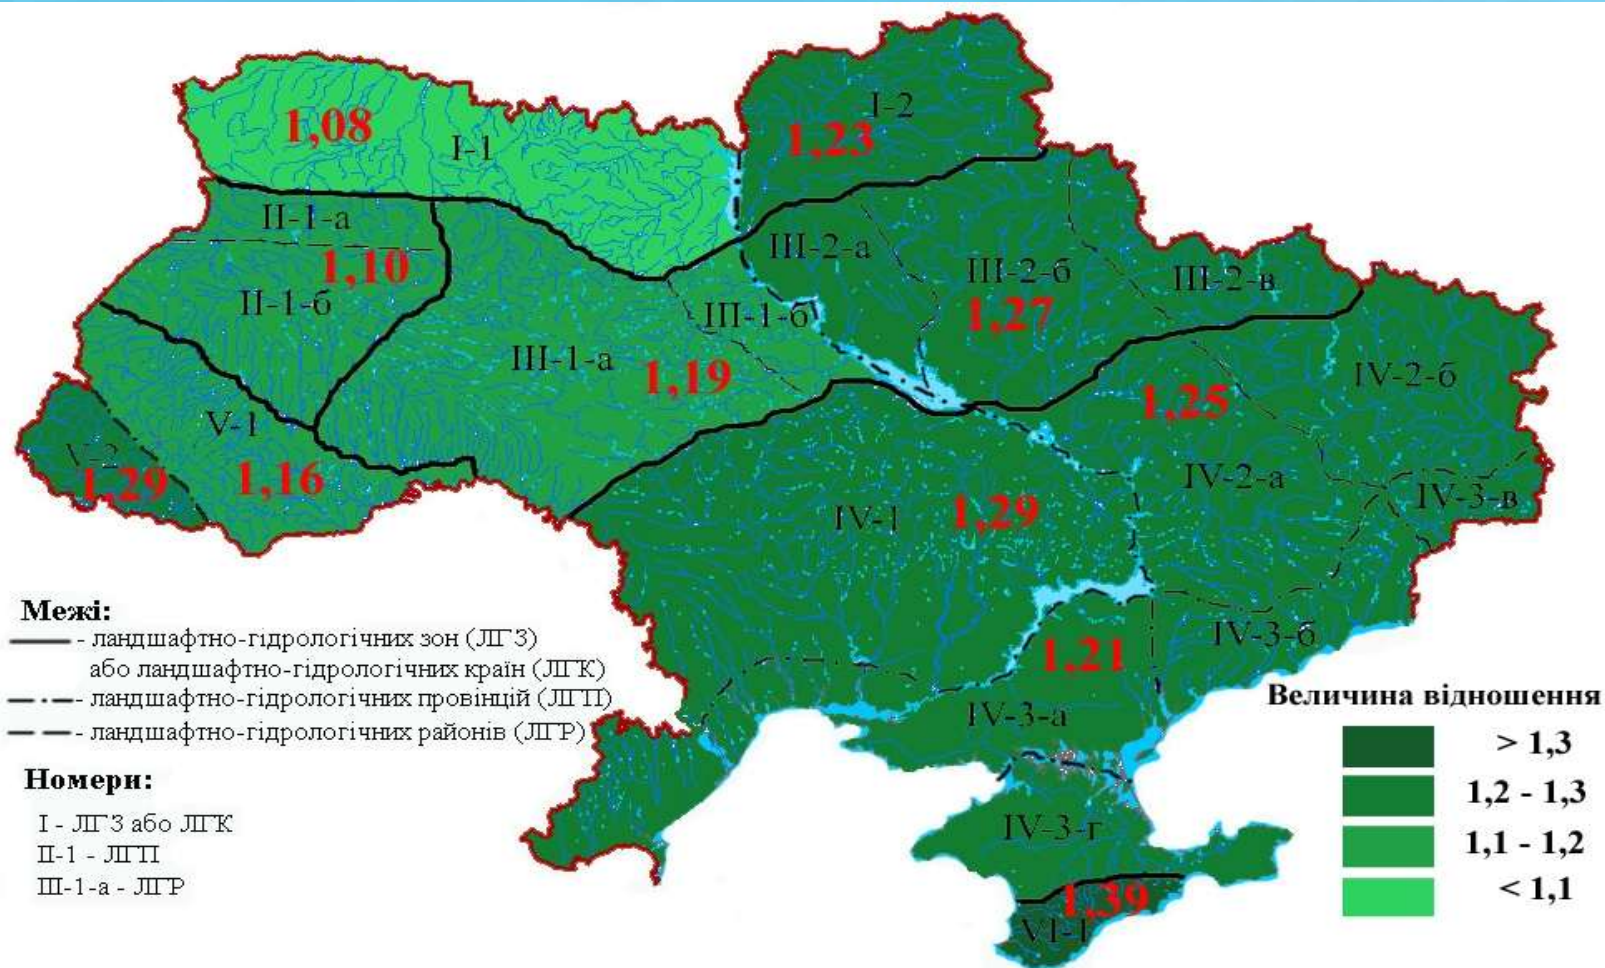 I-2
1,08
1,23
I-1
II-1-а
III-2-а
1,10
III-2-б
III-2-в
II-1-б
III-1-б
1,27
III-1-а
1,19
IV-2-б
1,25
V-1
V-2
1,29
1,16
IV-2-а
IV-3-в
IV-1
1,29
IV-3-б
1,21
IV-3-а
IV-3-г
1,39
VI-1
Межі:
- ландшафтно-гідрологічних зон (ЛГЗ)
або ландшафтно-гідрологічних країн (ЛГК)
- ландшафтно-гідрологічних провінцій (ЛГП)
- ландшафтно-гідрологічних районів (ЛГР)
Номери:
I - ЛГЗ або ЛГК
II-1 - ЛГП
III-1-а - ЛГР
Величина відношення
> 1,3
1,2 - 1,3
1,1 - 1,2
< 1,1